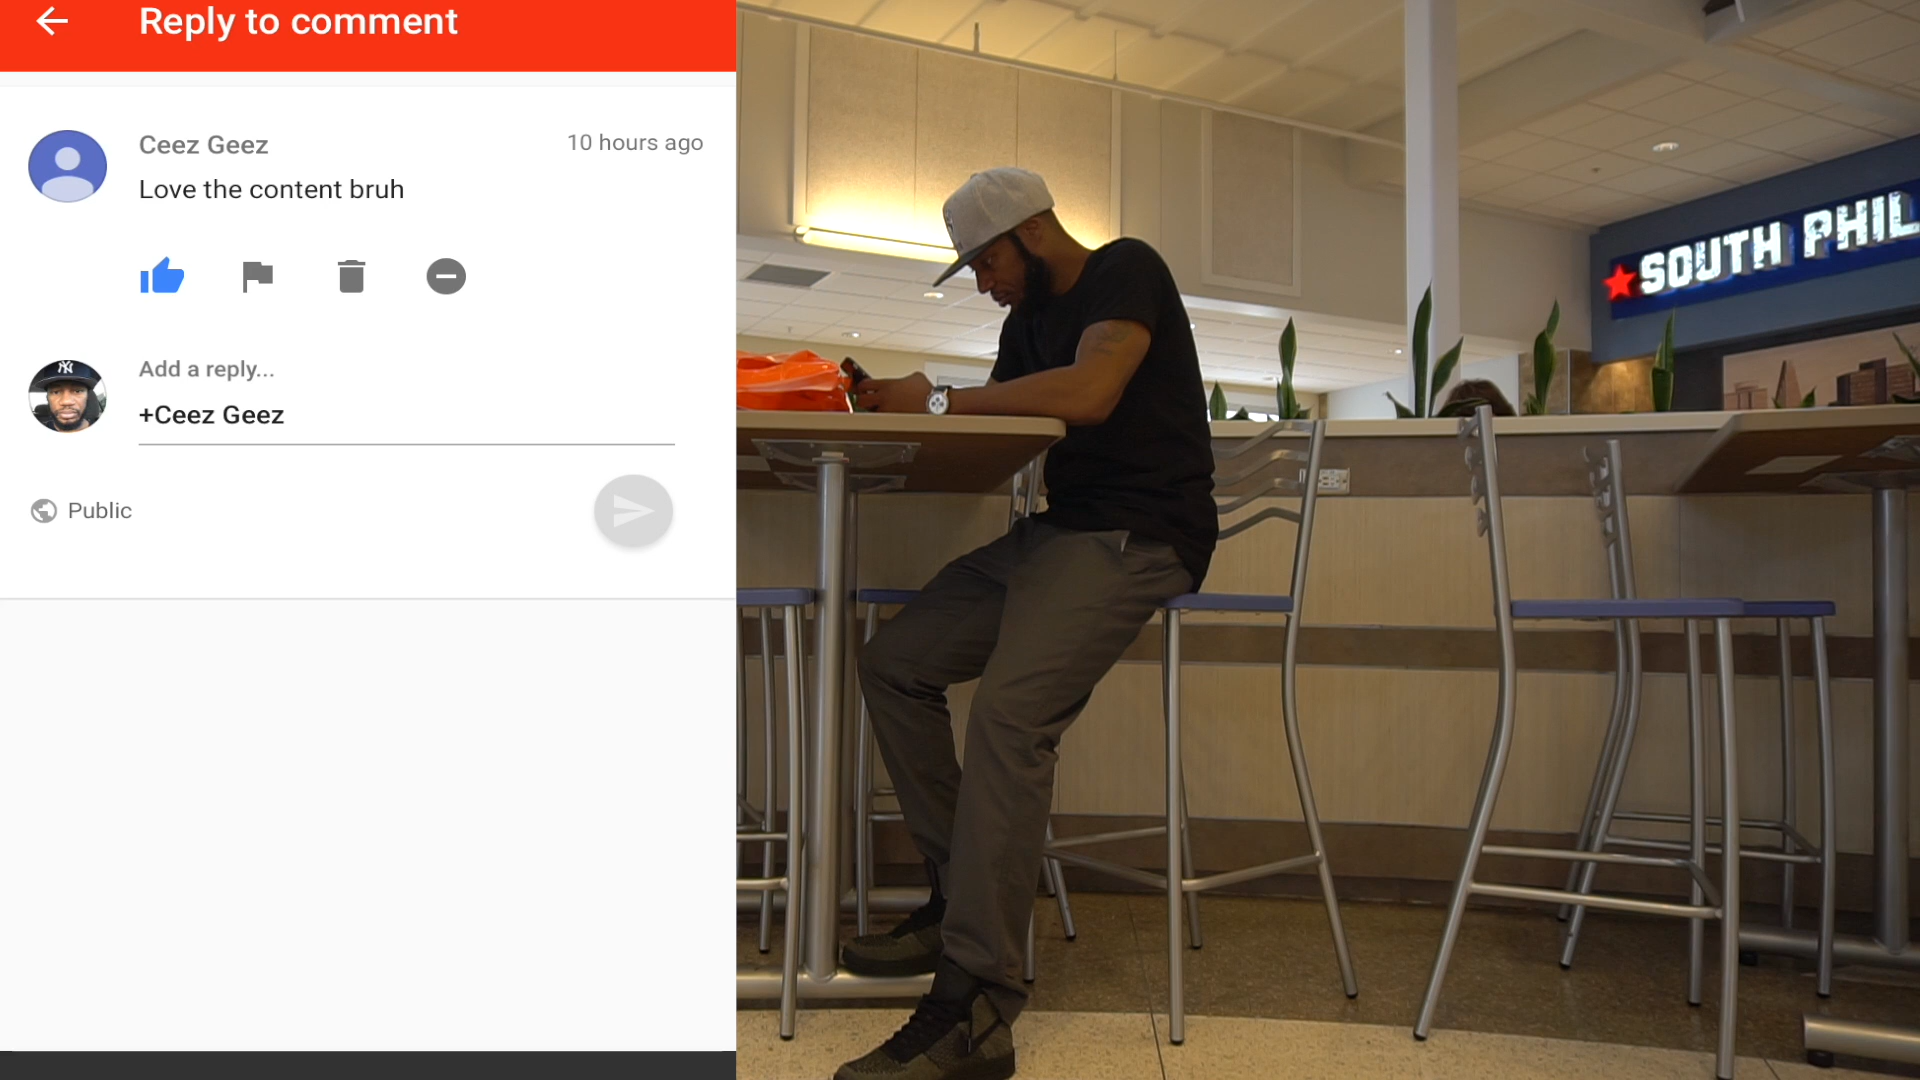 Reply to comment
Ceez Geez
10 hours ago
Love the content bruh
Add a reply...
+Ceez Geez
Public
SOUTH PHIL